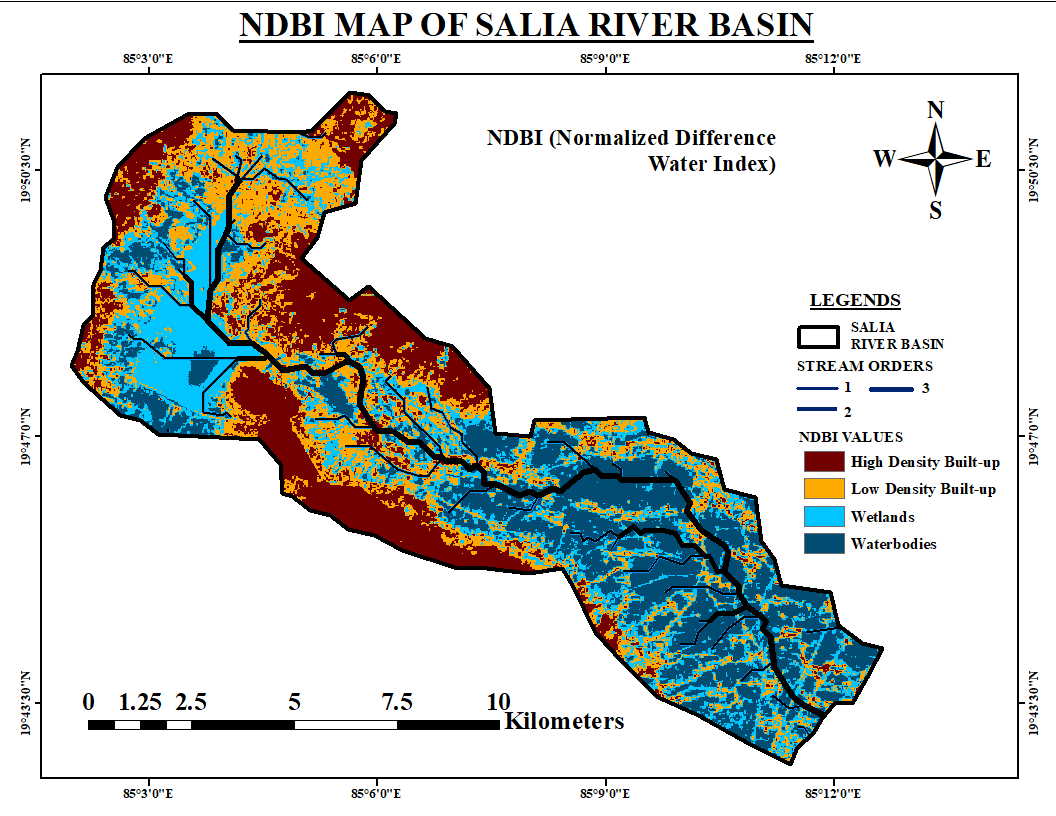 NDBI MAP OF SALIA RIVER BASIN
85°3'0"E 85°6'0"E 85°9'0"E 85°12'0"E
NDBI (Normalized Difference
Water Index)
N
W E
S
19°50'30"N 19°50'30"N
19°47'0"N 19°47'0"N
19°43'30"N 19°43'30"N
LEGENDS
SALIA
RIVER BASIN
STREAM ORDERS
1 3
2
NDBI VALUES
High Density Built-up
Low Density Built-up
Wetlands
Waterbodies
0 1.25 2.5 5 7.5 10
Kilometers
85°3'0"E 85°6'0"E 85°9'0"E 85°12'0"E